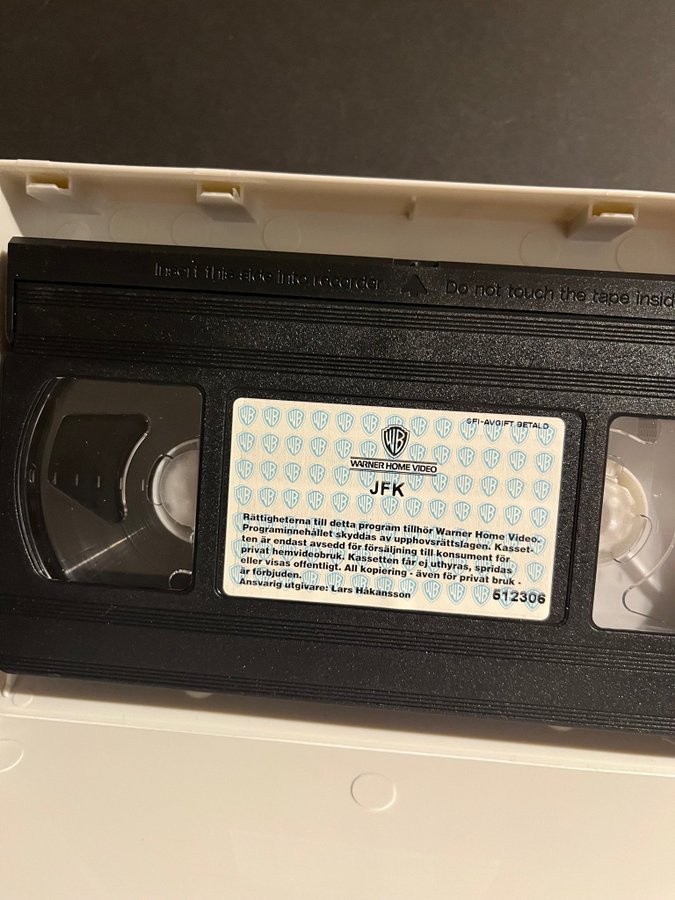 Insert this side into recorder Do not touch the tape inside
SFI-AVGIFT BETALD
WB
WARNER HOME VIDEO
JFK
Rättigheterna till detta program tillhör Warner Home Video.
Programinnehållet skyddas av upphovsrättslagen. Kasset-
ten är endast avsedd för försäljning till konsument för
privat hemvideobruk. Kassetten får ej uthyras, spridas
eller visas offentligt. All kopiering - även för privat bruk -
är förbjuden.
Ansvarig utgivare: Lars Håkansson 512306